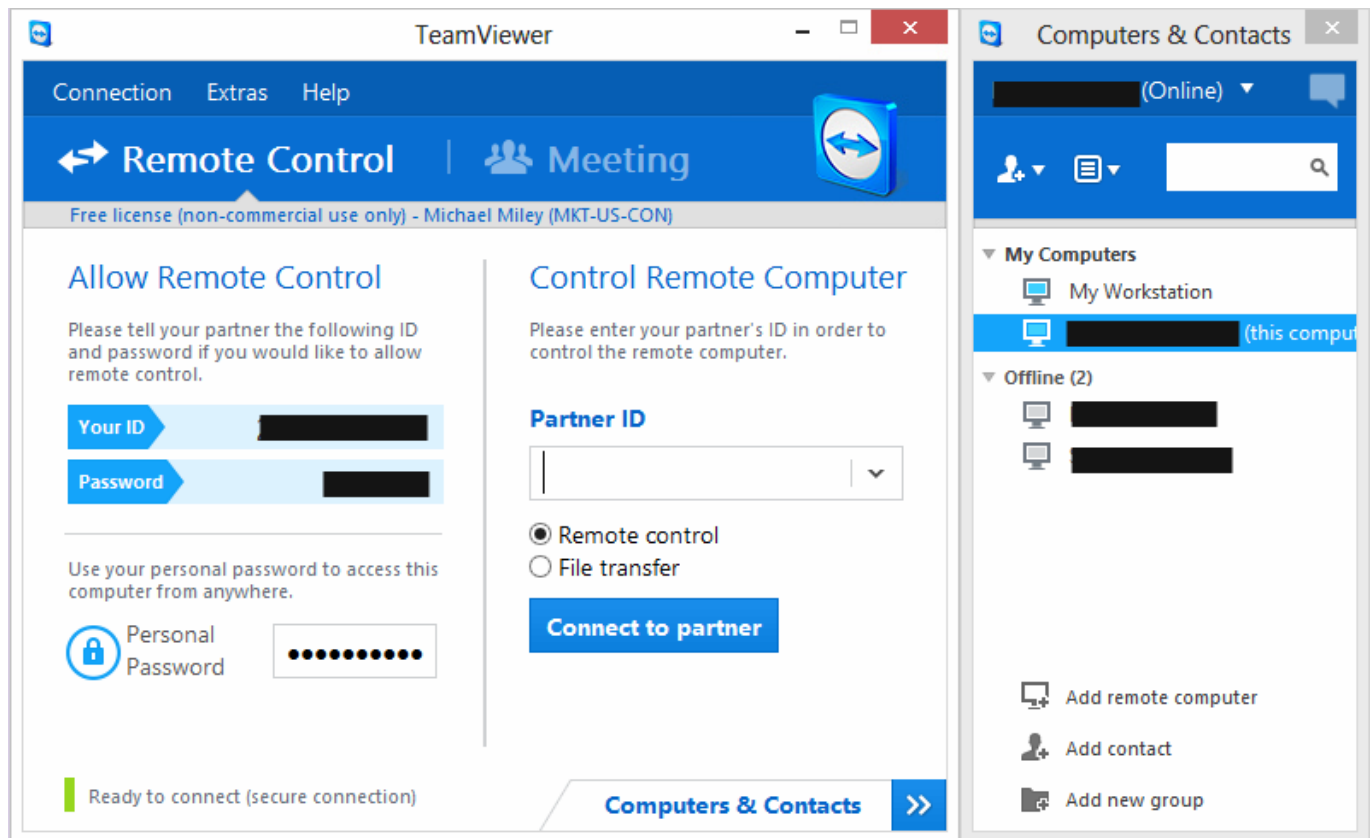 TeamViewer
Connection Extras Help
Remote Control
Meeting
Free license (non-commercial use only) - Michael Miley (MKT-US-CON)
Allow Remote Control
Please tell your partner the following ID
and password if you would like to allow
remote control.
Your ID
Password
Use your personal password to access this
computer from anywhere.
Personal
Password
Control Remote Computer
Please enter your partner's ID in order to
control the remote computer.
Partner ID
Remote control
File transfer
Connect to partner
Ready to connect (secure connection)
Computers & Contacts
Computers & Contacts
(Online)
My Computers
My Workstation
(this comput
Offline (2)
Add remote computer
Add contact
Add new group